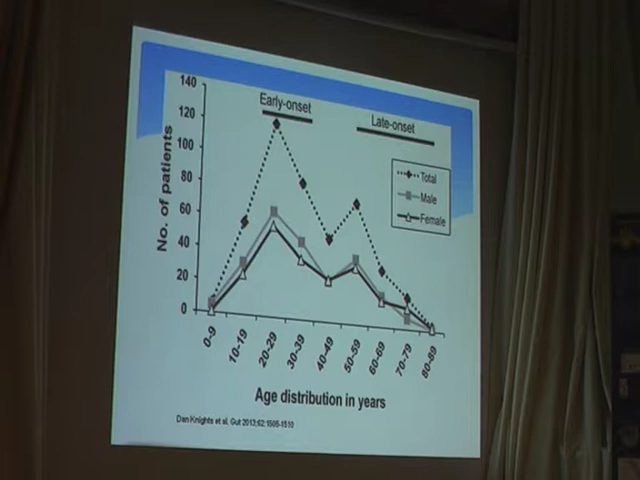 140
120
100
80
60
40
20
0
No. of patients
Early-onset
Late-onset
Total
Male
Female
0-9
10-19
20-29
30-39
40-49
50-59
60-69
70-79
80-89
Age distribution in years
Dan Knights et al. Gut 2013;62:1505-1510